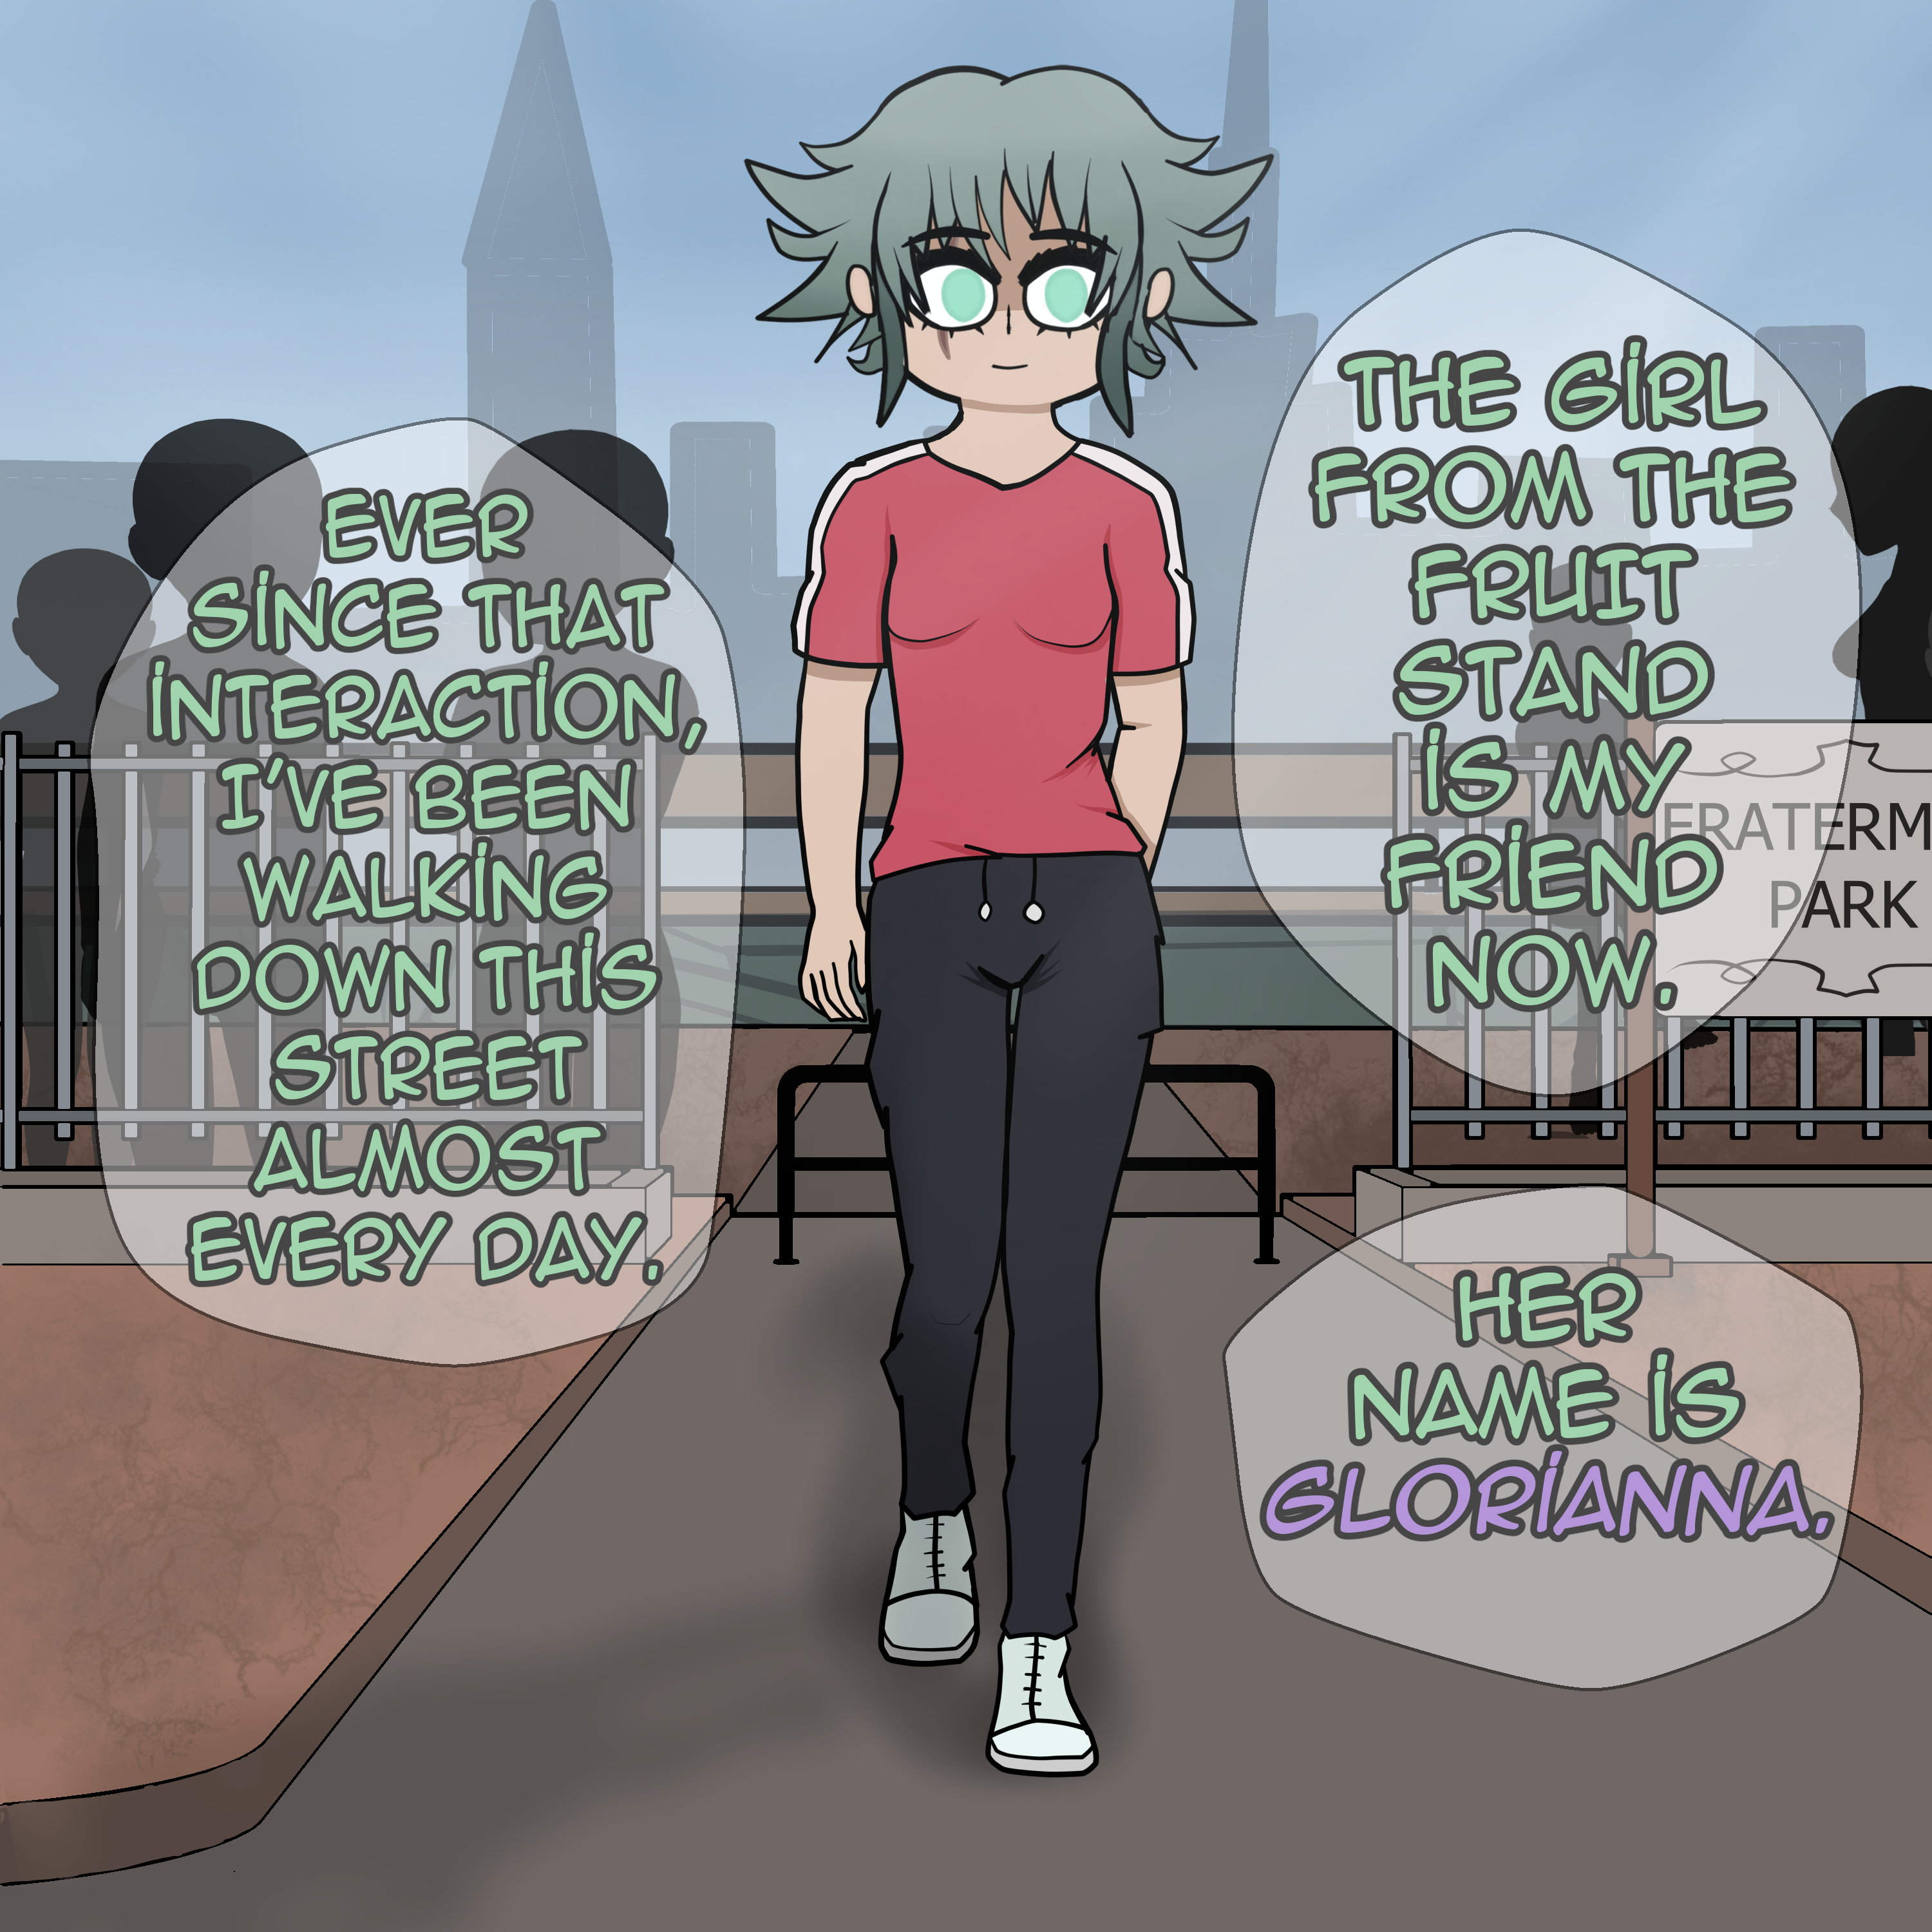 EVER
SINCE THAT
INTERACTION,
I'VE BEEN
WALKING
DOWN THIS
STREET
ALMOST
EVERY DAY.
THE GIRL
FROM THE
FRUIT
STAND
IS MY
FRIEND
NOW.
FRATERM
PARK
HER
NAME IS
GLORIANNA.